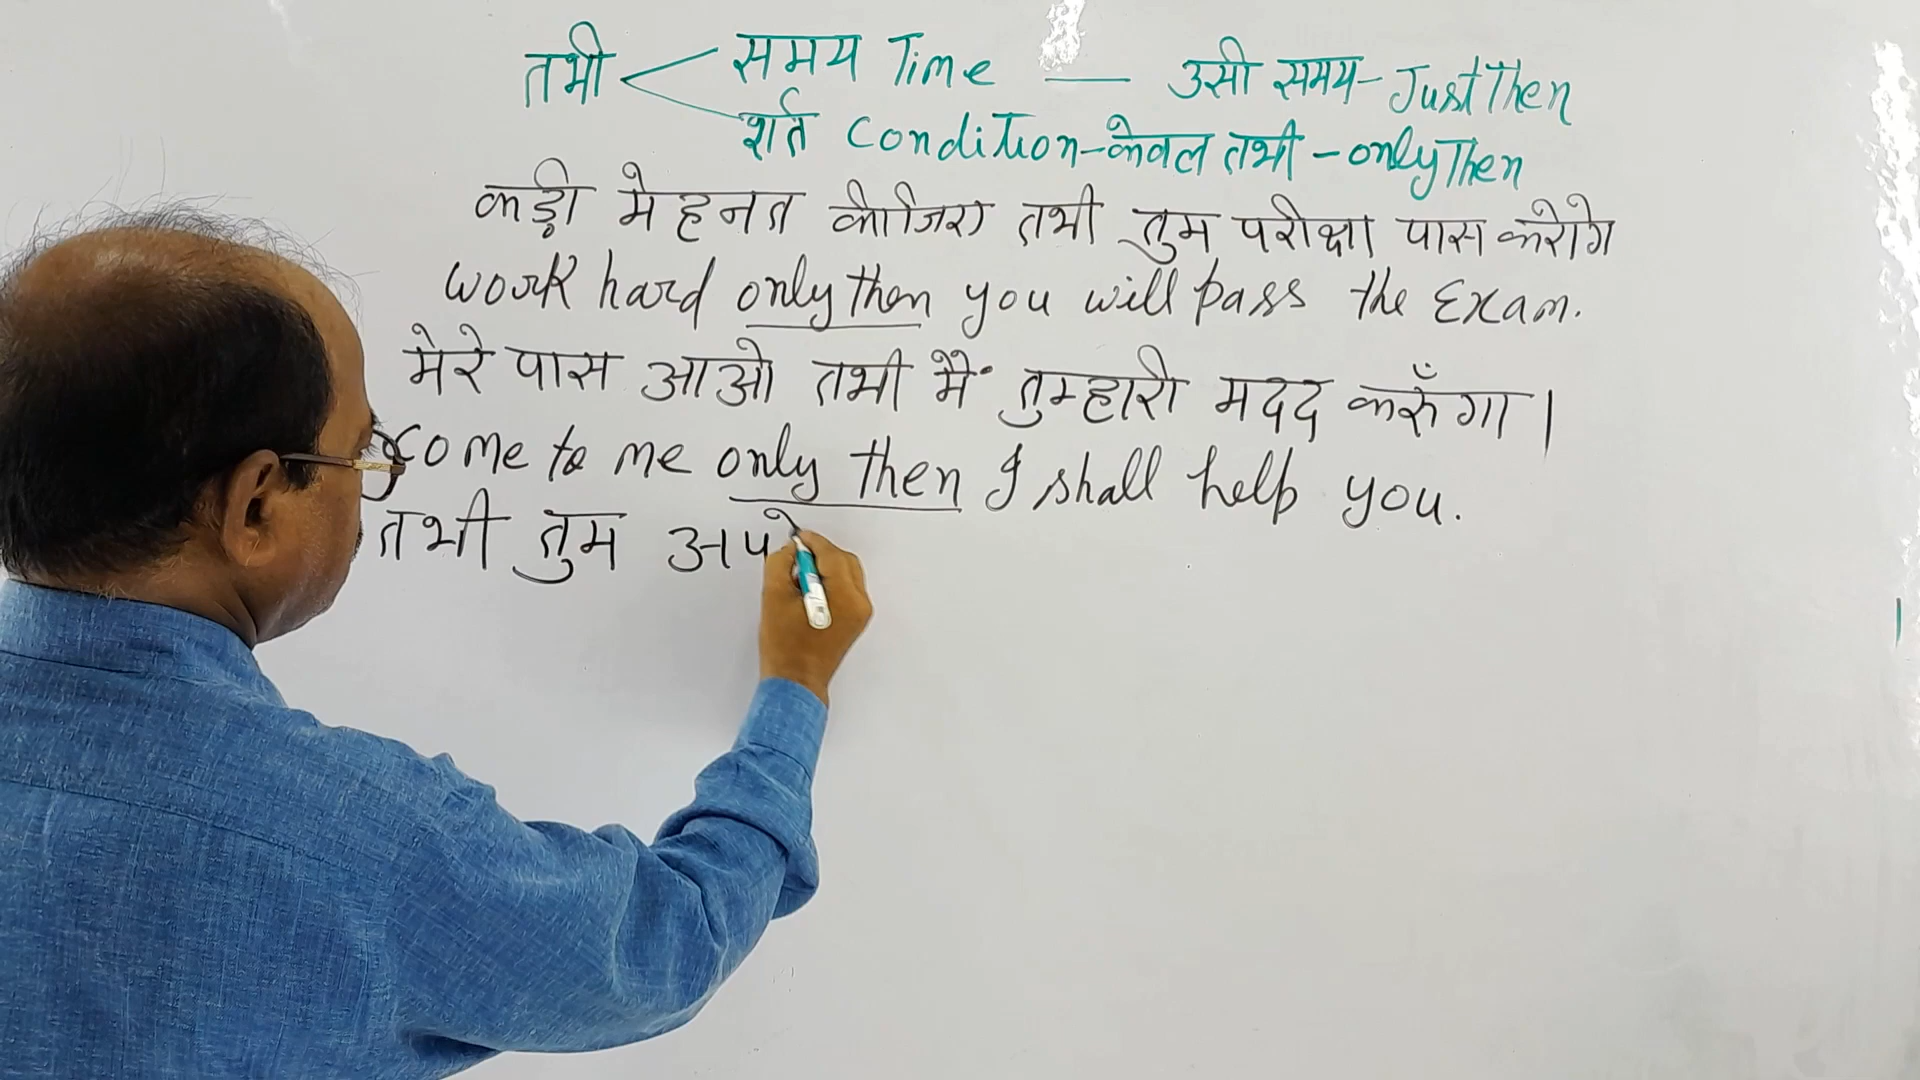 तभी < समय Time — उसी समय - Just Then
शर्त Condition - केवल तभी - only Then
कड़ी मेहनत कीजिए तभी तुम परीक्षा पास करोगे
work hard only then you will pass the Exam.
मेरे पास आओ तभी मैं तुम्हारी मदद करूँगा।
come to me only then I shall help you.
तभी तुम अपने